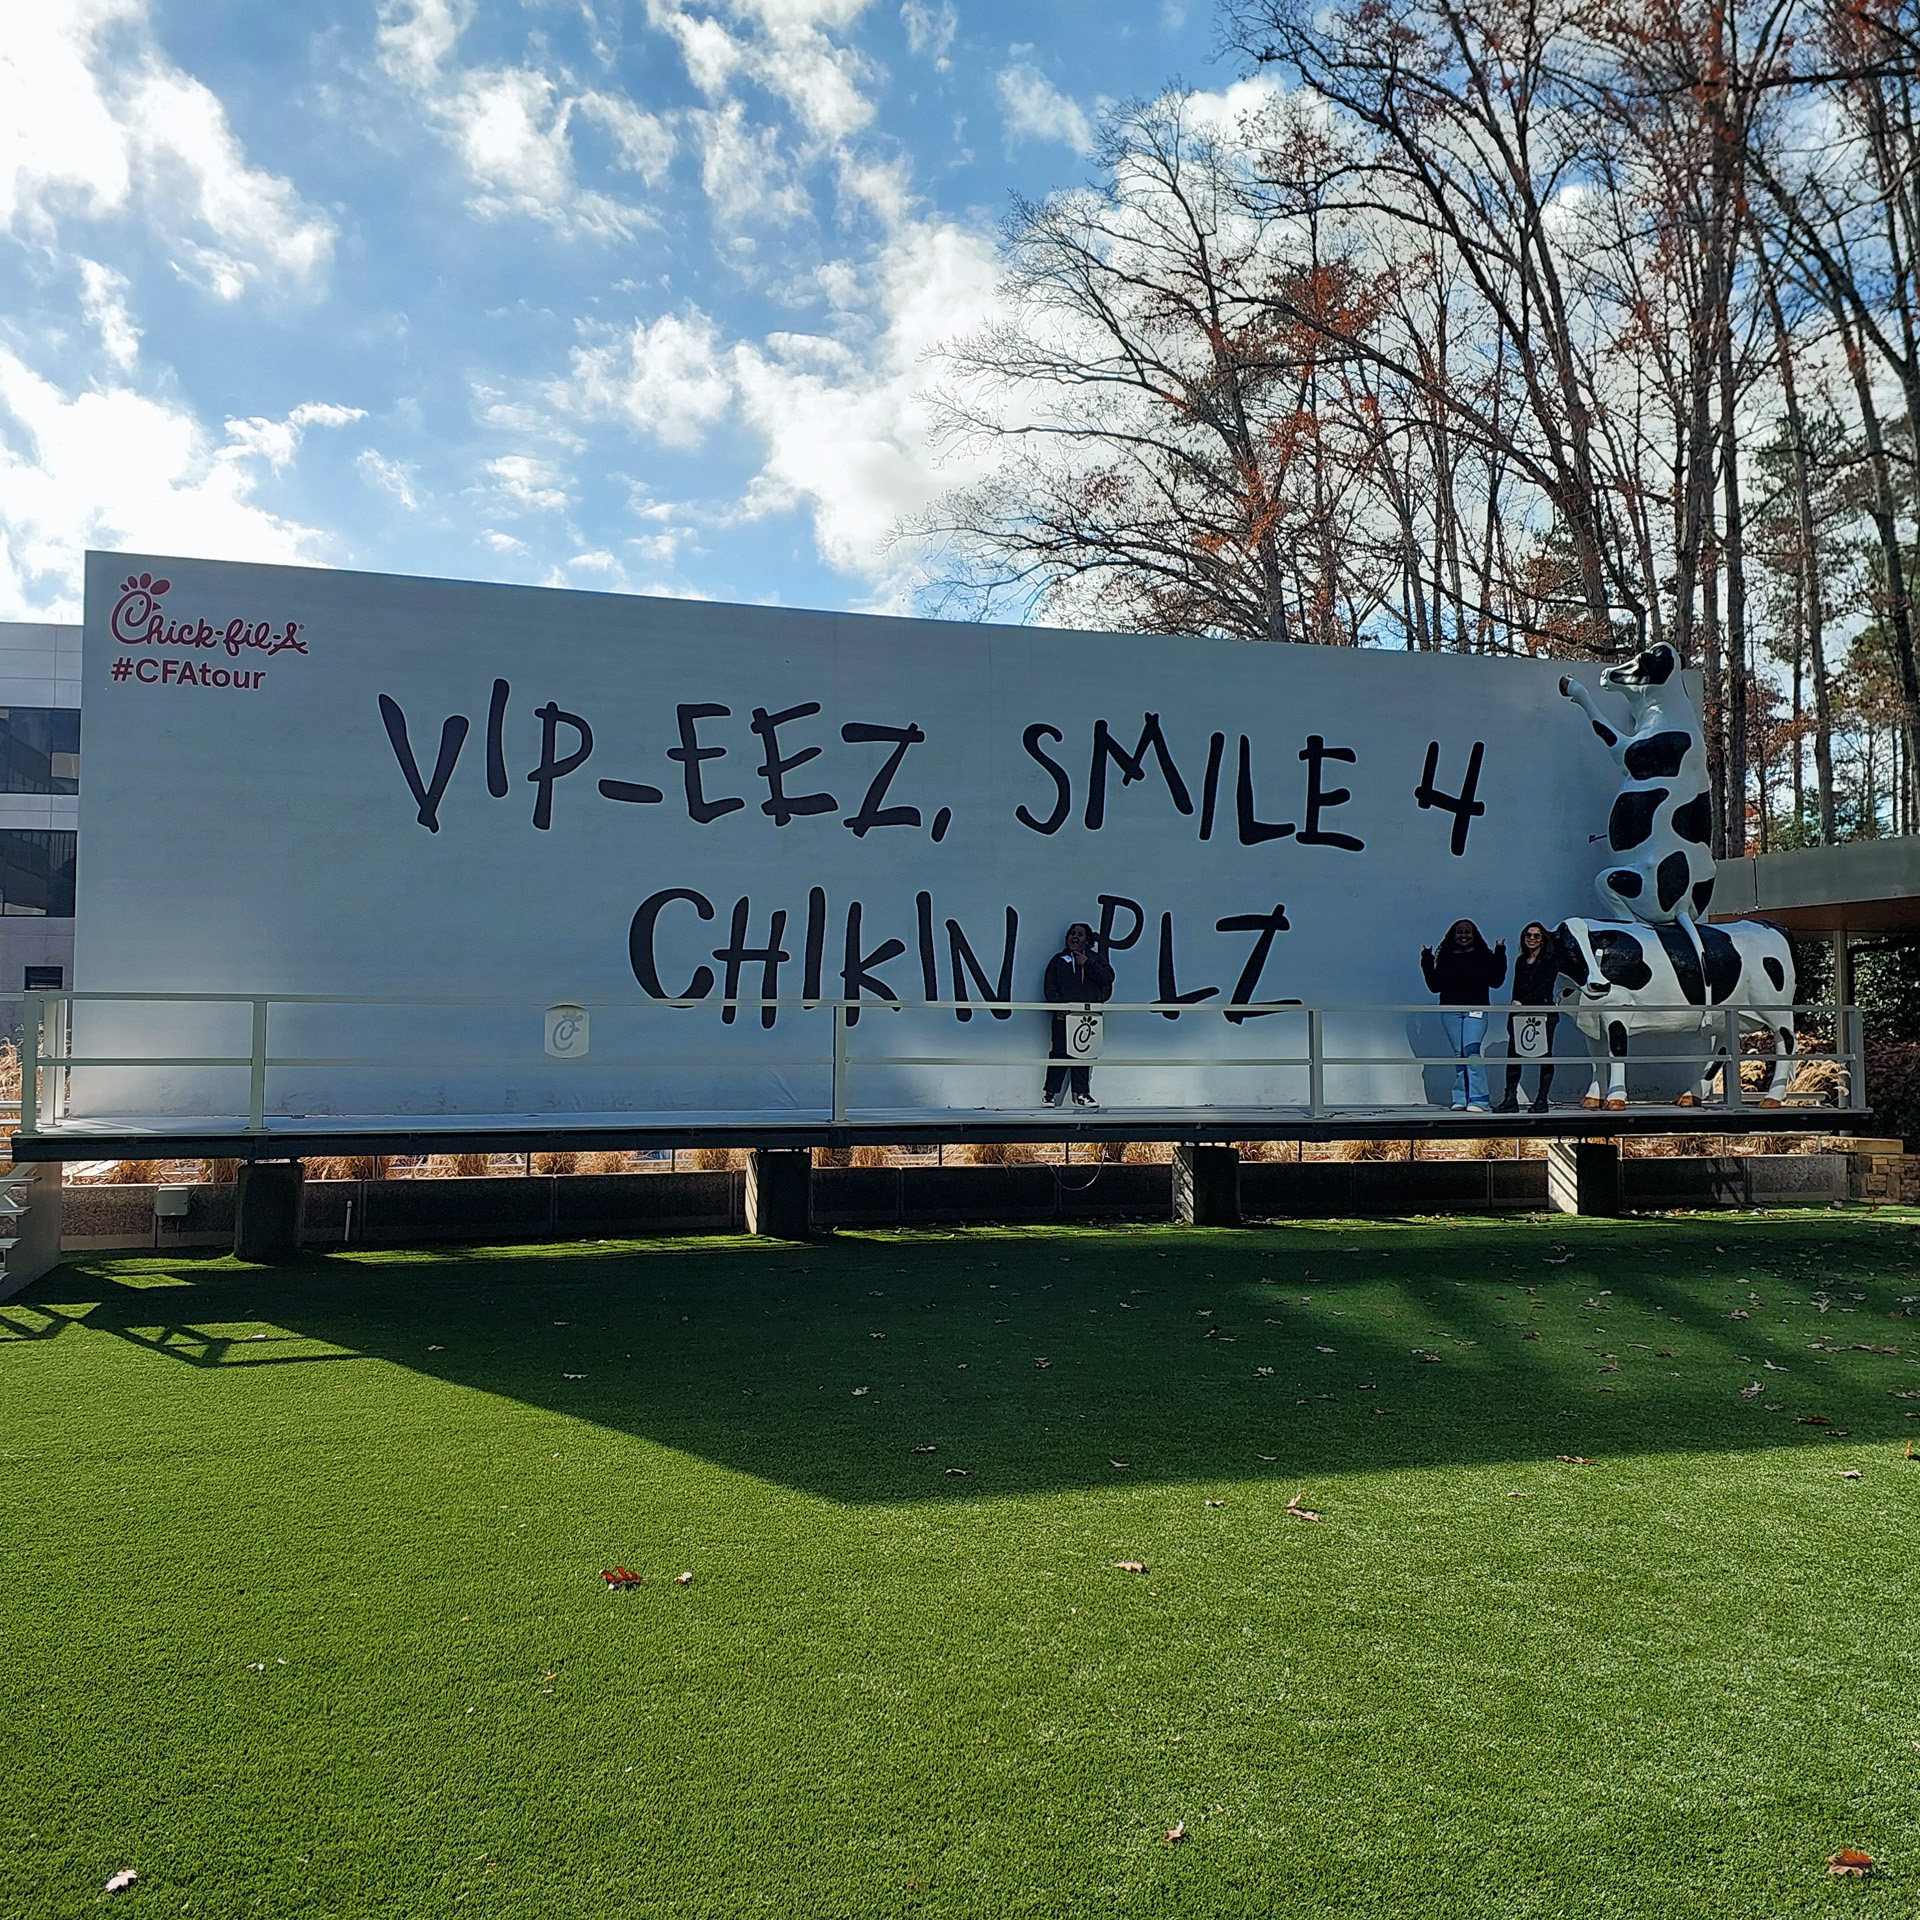 Chick-fil-A®
#CFAtour
VIP-EEZ, SMILE 4
CHIKIN PLZ